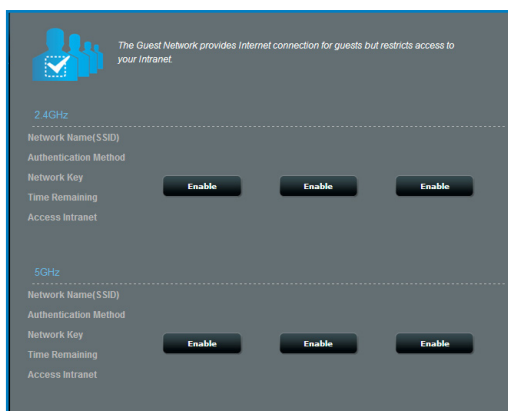 The Guest Network provides Internet connection for guests but restricts access to
your Intranet.
2.4GHz
Network Name(SSID)
Authentication Method
Network Key
Enable Enable Enable
Time Remaining
Access Intranet
5GHz
Network Name(SSID)
Authentication Method
Network Key
Enable Enable Enable
Time Remaining
Access Intranet